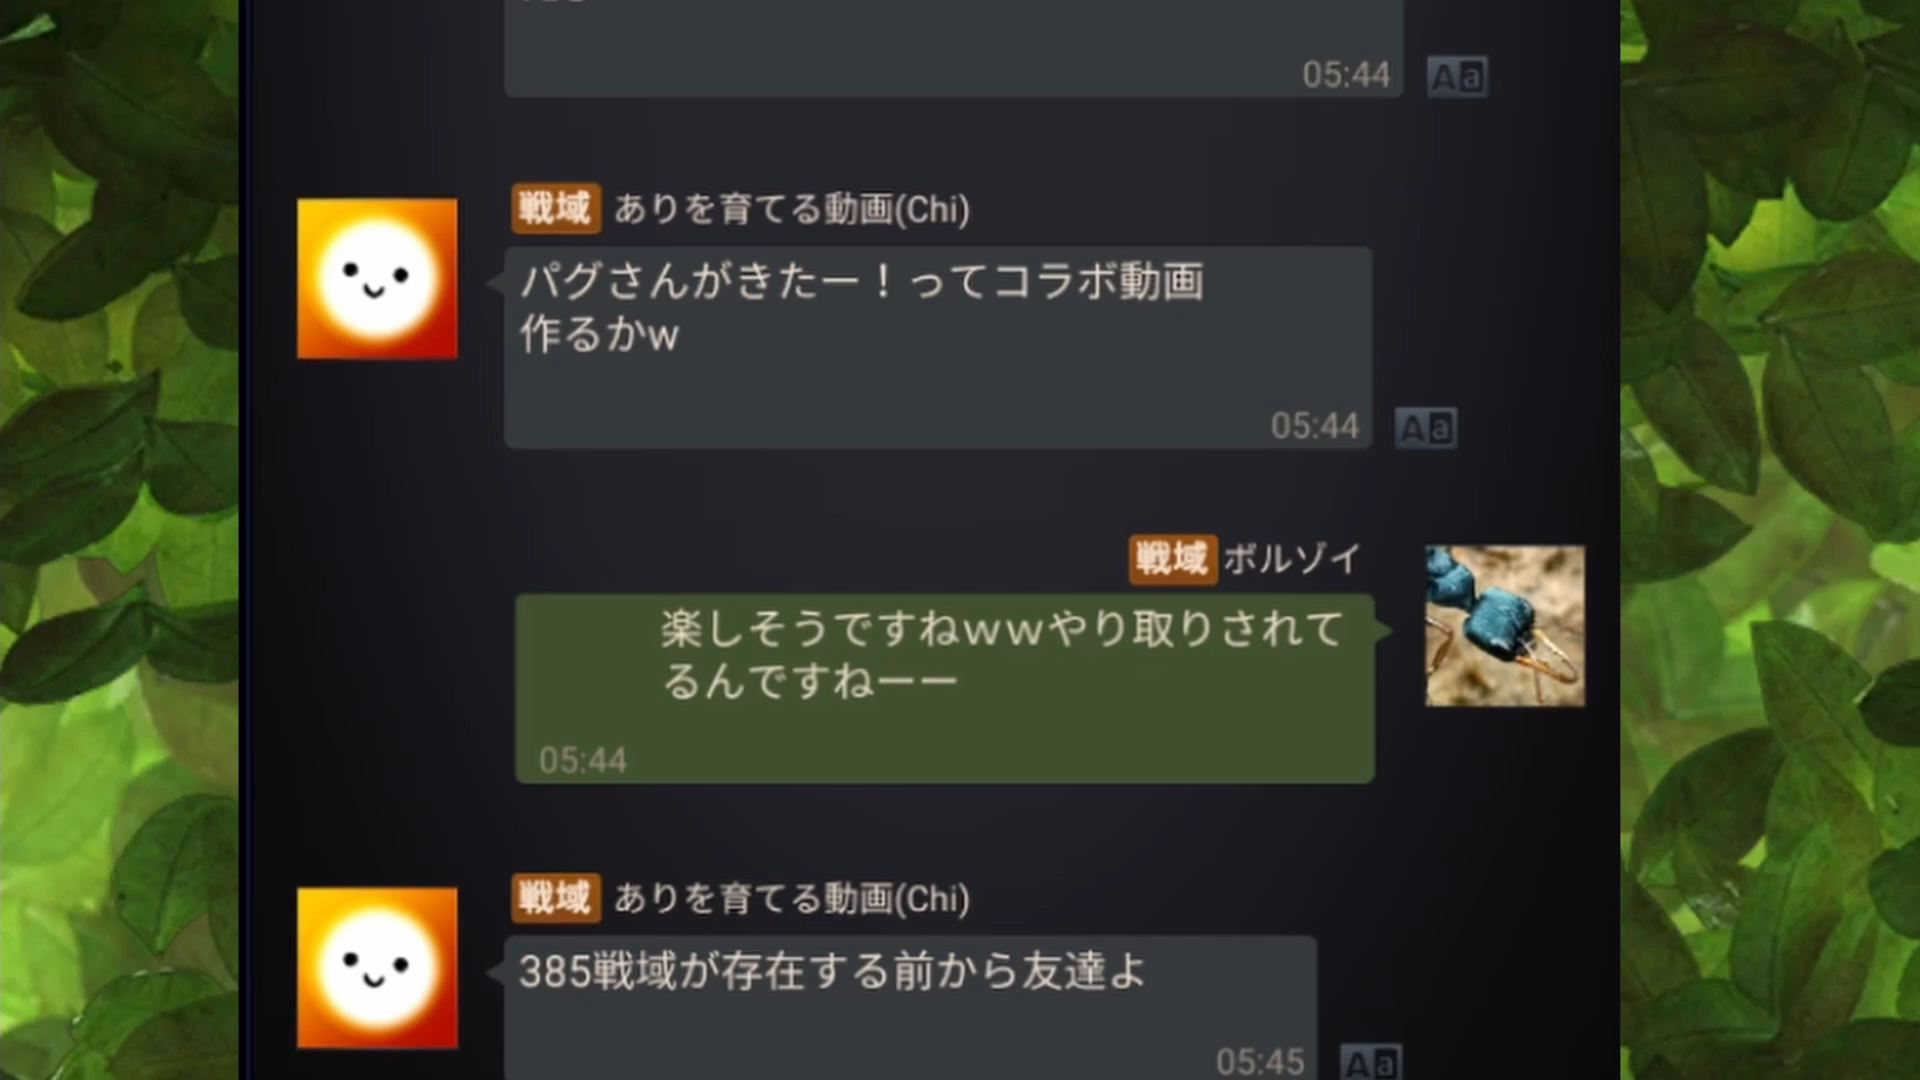 05:44
Aa
戦域 ありを育てる動画(Chi)
パグさんがきたー！ってコラボ動画
作るかw
05:44
Aa
戦域 ボルゾイ
楽しそうですねwwやり取りされて
るんですねーー
05:44
戦域 ありを育てる動画(Chi)
385戦域が存在する前から友達よ
05:45
Aa